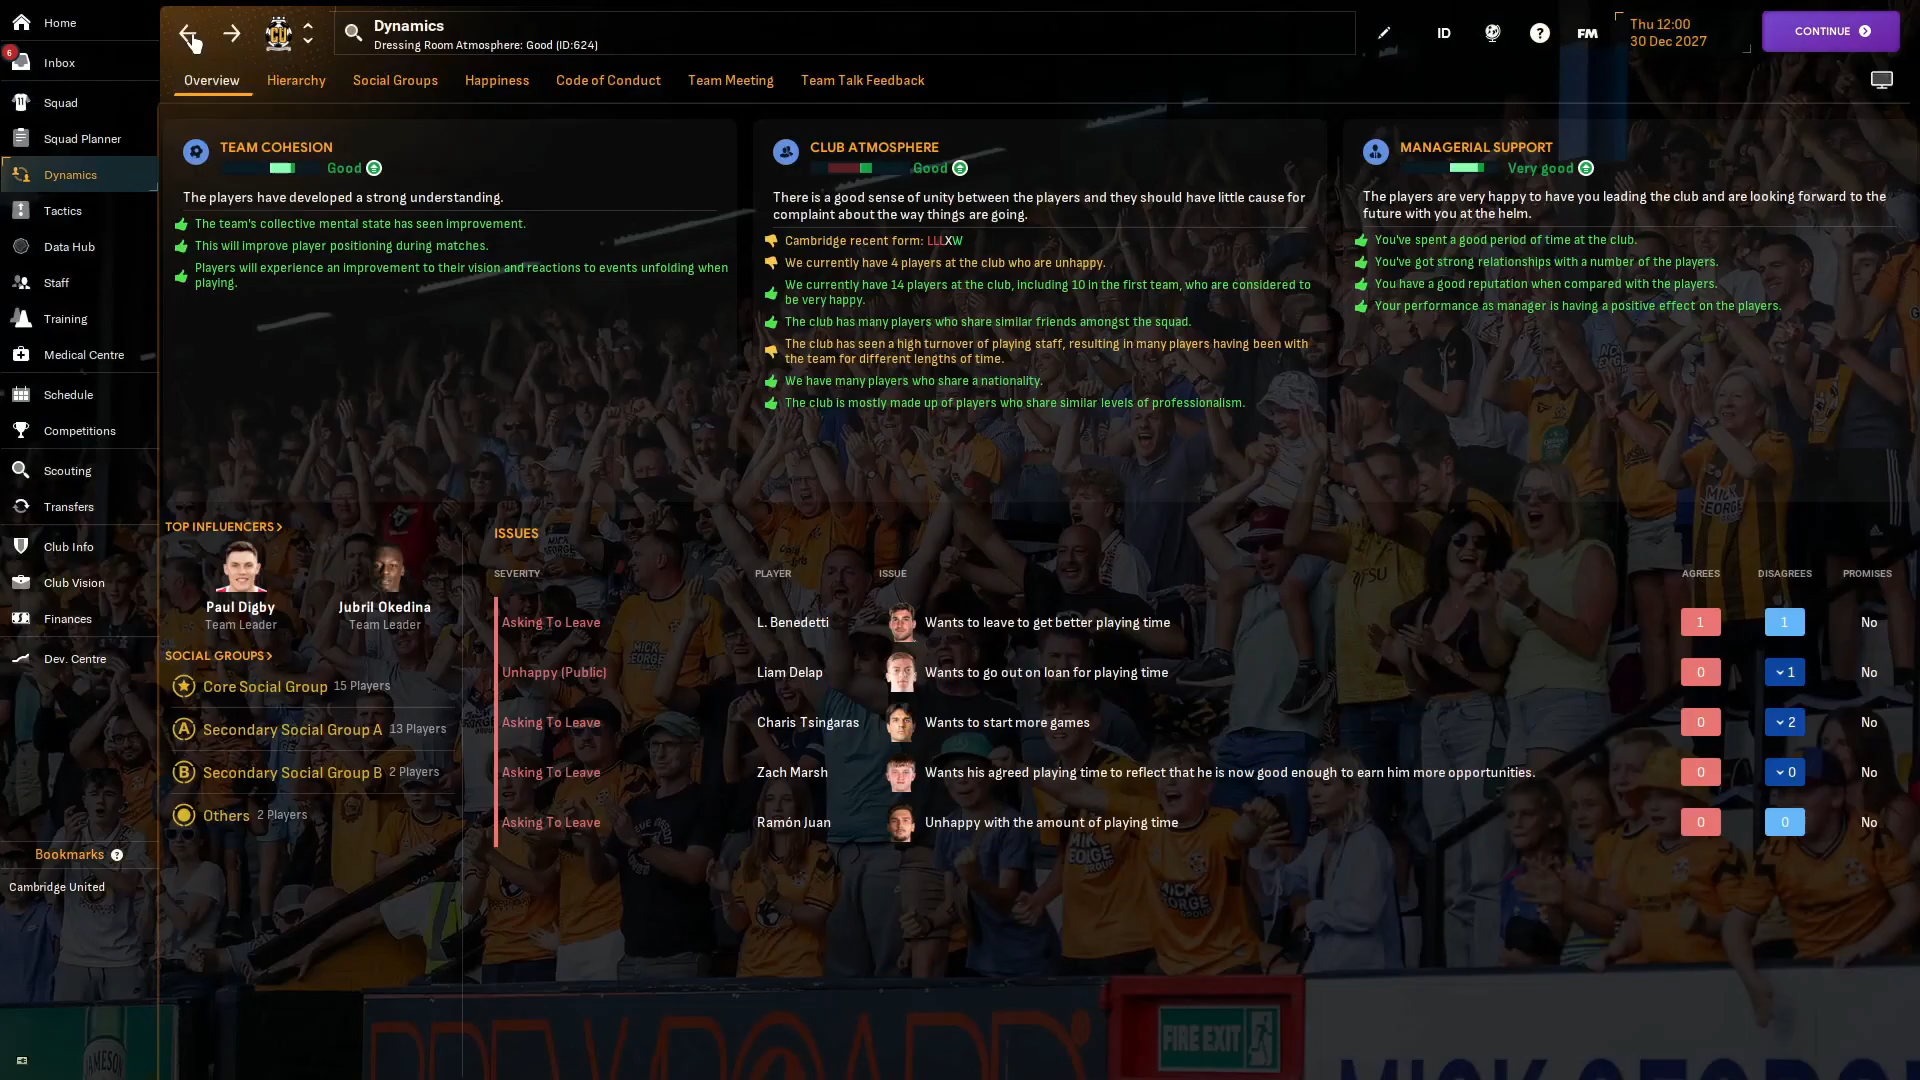 Home
6
Inbox
Squad
Squad Planner
Dynamics
Tactics
Data Hub
Staff
Training
Medical Centre
Schedule
Competitions
Scouting
Transfers
Club Info
Club Vision
Finances
Dev. Centre
Bookmarks ?
Cambridge United
Dynamics
Dressing Room Atmosphere: Good (ID:624)
ID
?
FM
Thu 12:00
30 Dec 2027
CONTINUE
Overview
Hierarchy
Social Groups
Happiness
Code of Conduct
Team Meeting
Team Talk Feedback
TEAM COHESION
Good
The players have developed a strong understanding.
The team's collective mental state has seen improvement.
This will improve player positioning during matches.
Players will experience an improvement to their vision and reactions to events unfolding when
playing.
CLUB ATMOSPHERE
Good
There is a good sense of unity between the players and they should have little cause for
complaint about the way things are going.
Cambridge recent form: LLLXW
We currently have 4 players at the club who are unhappy.
We currently have 14 players at the club, including 10 in the first team, who are considered to
be very happy.
The club has many players who share similar friends amongst the squad.
The club has seen a high turnover of playing staff, resulting in many players having been with
the team for different lengths of time.
We have many players who share a nationality.
The club is mostly made up of players who share similar levels of professionalism.
MANAGERIAL SUPPORT
Very good
The players are very happy to have you leading the club and are looking forward to the
future with you at the helm.
You've spent a good period of time at the club.
You've got strong relationships with a number of the players.
You have a good reputation when compared with the players.
Your performance as manager is having a positive effect on the players.
TOP INFLUENCERS >
Paul Digby
Team Leader
Jubril Okedina
Team Leader
SOCIAL GROUPS >
Core Social Group 15 Players
A Secondary Social Group A 13 Players
B Secondary Social Group B 2 Players
Others 2 Players
ISSUES
SEVERITY PLAYER ISSUE AGREES DISAGREES PROMISES
Asking To Leave L. Benedetti Wants to leave to get better playing time 1 1 No
Unhappy (Public) Liam Delap Wants to go out on loan for playing time 0 1 No
Asking To Leave Charis Tsingaras Wants to start more games 0 2 No
Asking To Leave Zach Marsh Wants his agreed playing time to reflect that he is now good enough to earn him more opportunities. 0 0 No
Asking To Leave Ramón Juan Unhappy with the amount of playing time 0 0 No
FIRE EXIT
JAMESON